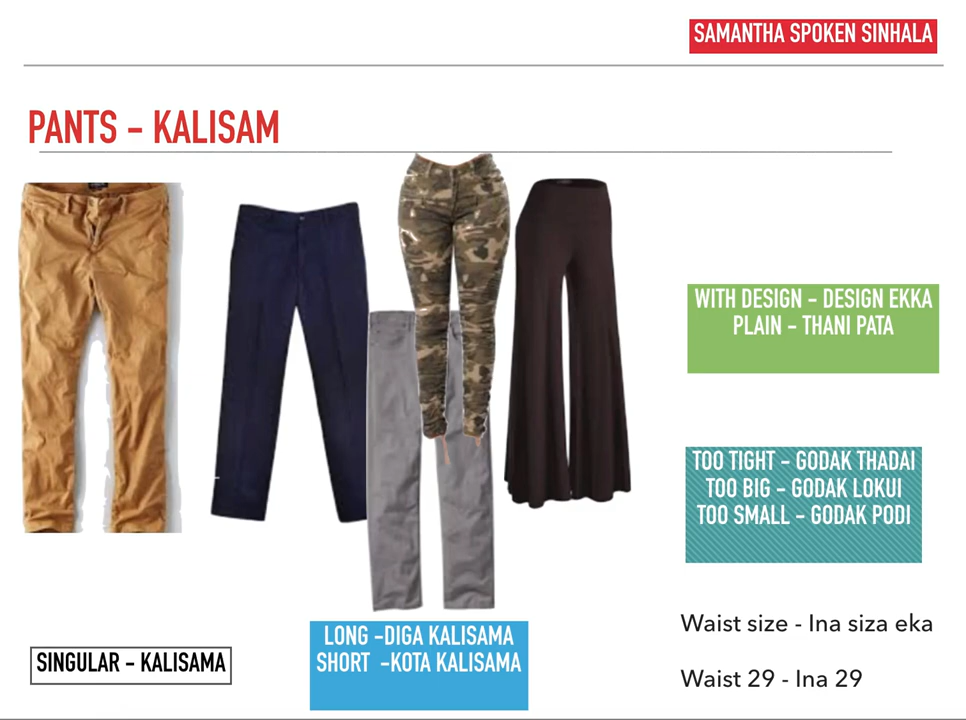 SAMANTHA SPOKEN SINHALA
PANTS - KALISAM
WITH DESIGN - DESIGN EKKA
PLAIN - THANI PATA
TOO TIGHT - GODAK THADAI
TOO BIG - GODAK LOKUI
TOO SMALL - GODAK PODI
LONG -DIGA KALISAMA
SHORT -KOTA KALISAMA
SINGULAR - KALISAMA
Waist size - Ina siza eka
Waist 29 - Ina 29